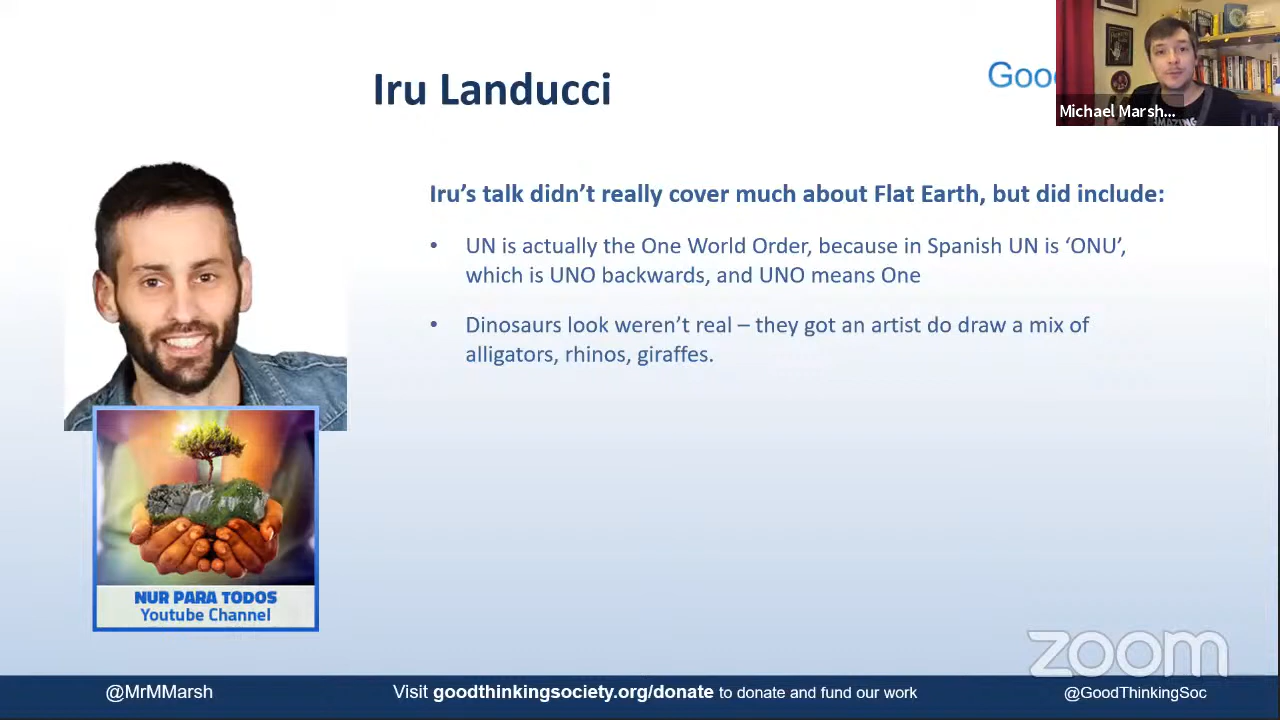 Iru Landucci
Goo
Michael Marsh...
Iru’s talk didn’t really cover much about Flat Earth, but did include:
• UN is actually the One World Order, because in Spanish UN is ‘ONU’,
which is UNO backwards, and UNO means One
• Dinosaurs look weren’t real – they got an artist do draw a mix of
alligators, rhinos, giraffes.
NUR PARA TODOS
Youtube Channel
zoom
@MrMMarsh
Visit goodthinkingsociety.org/donate to donate and fund our work
@GoodThinkingSoc